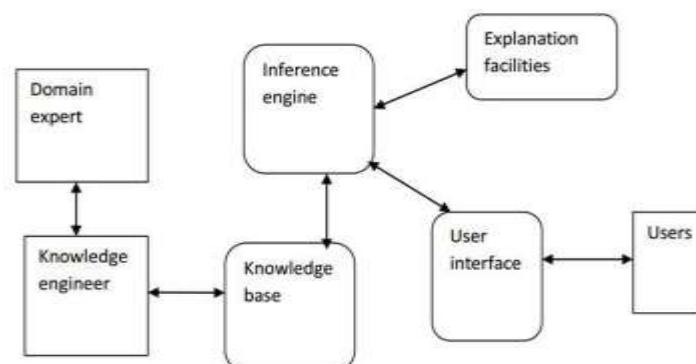 Explanation
facilities
Inference
engine
Domain
expert
Knowledge
engineer
Knowledge
base
User
interface
Users